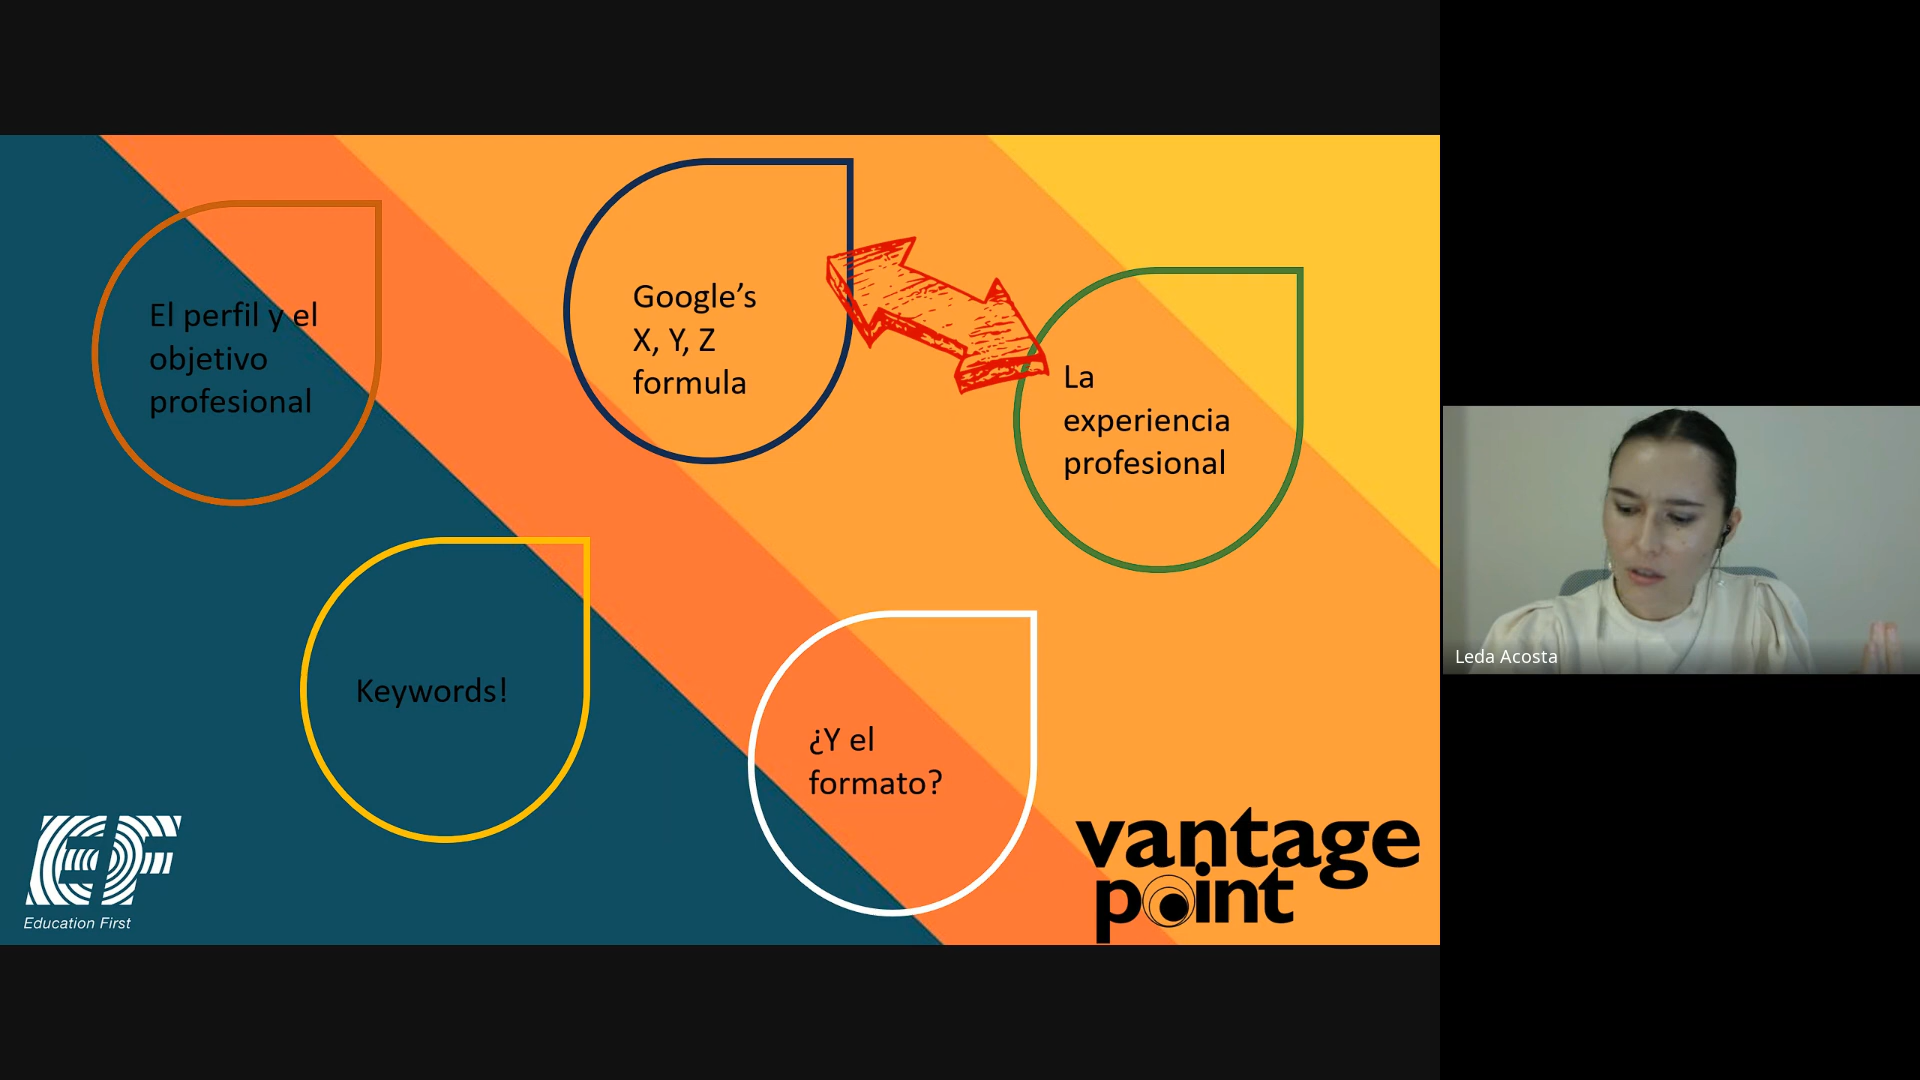 El perfil y el
objetivo
profesional
Google’s
X, Y, Z
formula
La
experiencia
profesional
Keywords!
¿Y el
formato?
EF
Education First
vantage
point
Leda Acosta